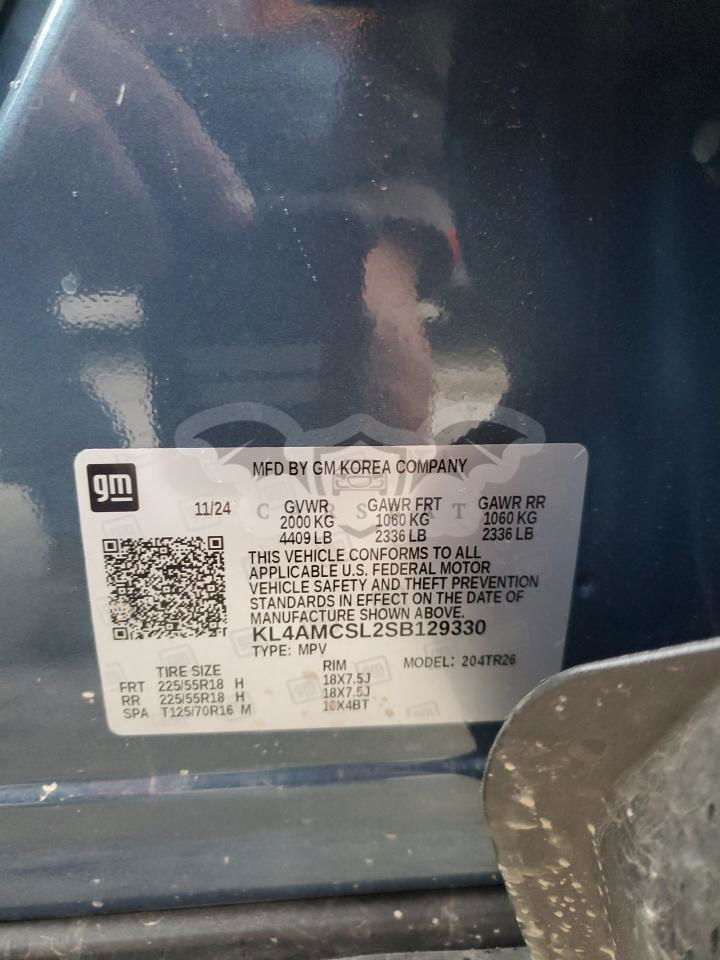 gm
MFD BY GM KOREA COMPANY
11/24 GVWR GAWR FRT GAWR RR
2000 KG 1060 KG 1060 KG
4409 LB 2336 LB 2336 LB
THIS VEHICLE CONFORMS TO ALL
APPLICABLE U.S. FEDERAL MOTOR
VEHICLE SAFETY AND THEFT PREVENTION
STANDARDS IN EFFECT ON THE DATE OF
MANUFACTURE SHOWN ABOVE.
KL4AMCSL2SB129330
TYPE: MPV MODEL: 204TR26
TIRE SIZE RIM
FRT 225/55R18 H 18X7.5J
RR 225/55R18 H 18X7.5J
SPA T125/70R16 M 16X4BT